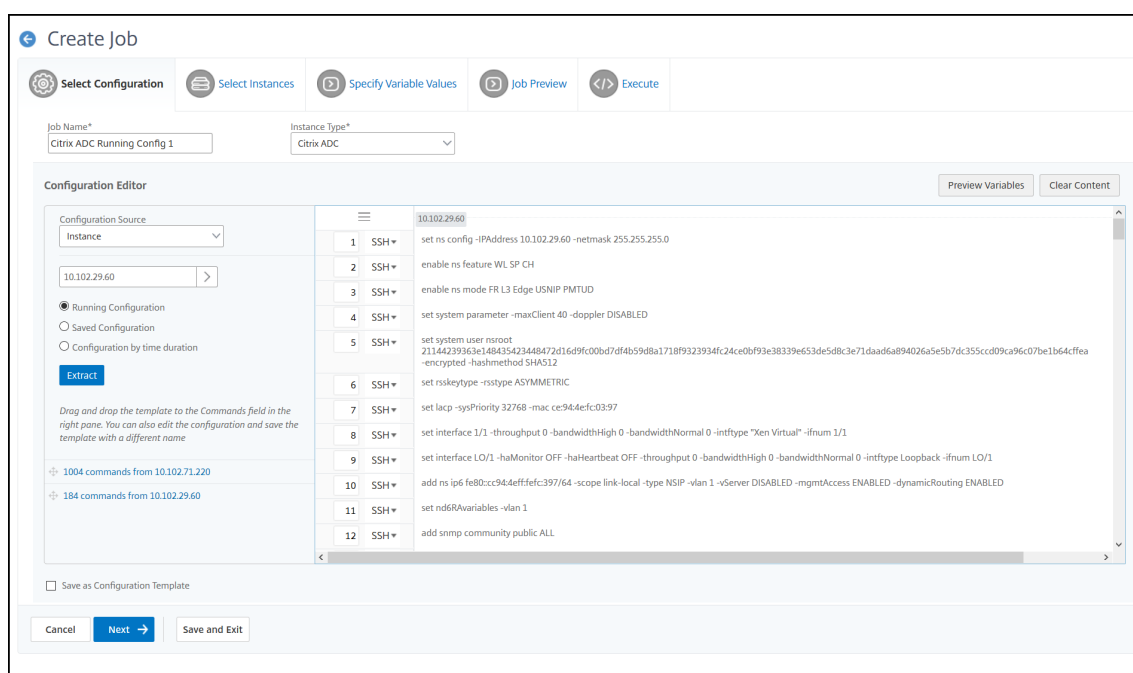 Create Job
Select Configuration
Select Instances
Specify Variable Values
Job Preview
Execute
Job Name*
Instance Type*
Citrix ADC Running Config 1
Citrix ADC
Configuration Editor
Preview Variables
Clear Content
Configuration Source
Instance
10.102.29.60
Running Configuration
Saved Configuration
Configuration by time duration
Extract
Drag and drop the template to the Commands field in the
right pane. You can also edit the configuration and save the
template with a different name
1004 commands from 10.102.71.220
184 commands from 10.102.29.60
10.102.29.60
1 SSH set ns config -IPAddress 10.102.29.60 -netmask 255.255.255.0
2 SSH enable ns feature WL SP CH
3 SSH enable ns mode FR L3 Edge USNIP PMTUD
4 SSH set system parameter -maxClient 40 -doppler DISABLED
5 SSH set system user nsroot
21144239363e148435423448472d16d9fc00bd7df4b59d8a1718f9323934fc24ce0bf93e38339e653de5d8c3e71daad6a894026a5e5b7dc355ccd09ca96c07be1b64cffea
-encrypted -hashmethod SHA512
6 SSH set rsskeytype -rsstype ASYMMETRIC
7 SSH set lacp -sysPriority 32768 -mac ce:94:4e:fc:03:97
8 SSH set interface 1/1 -throughput 0 -bandwidthHigh 0 -bandwidthNormal 0 -intftype "Xen Virtual" -ifnum 1/1
9 SSH set interface LO/1 -haMonitor OFF -haHeartbeat OFF -throughput 0 -bandwidthHigh 0 -bandwidthNormal 0 -intftype Loopback -ifnum LO/1
10 SSH add ns ip6 fe80::cc94:4eff:fefc:397/64 -scope link-local -type NSIP -vlan 1 -vServer DISABLED -mgmtAccess ENABLED -dynamicRouting ENABLED
11 SSH set nd6RAvariables -vlan 1
12 SSH add snmp community public ALL
Save as Configuration Template
Cancel
Next
Save and Exit